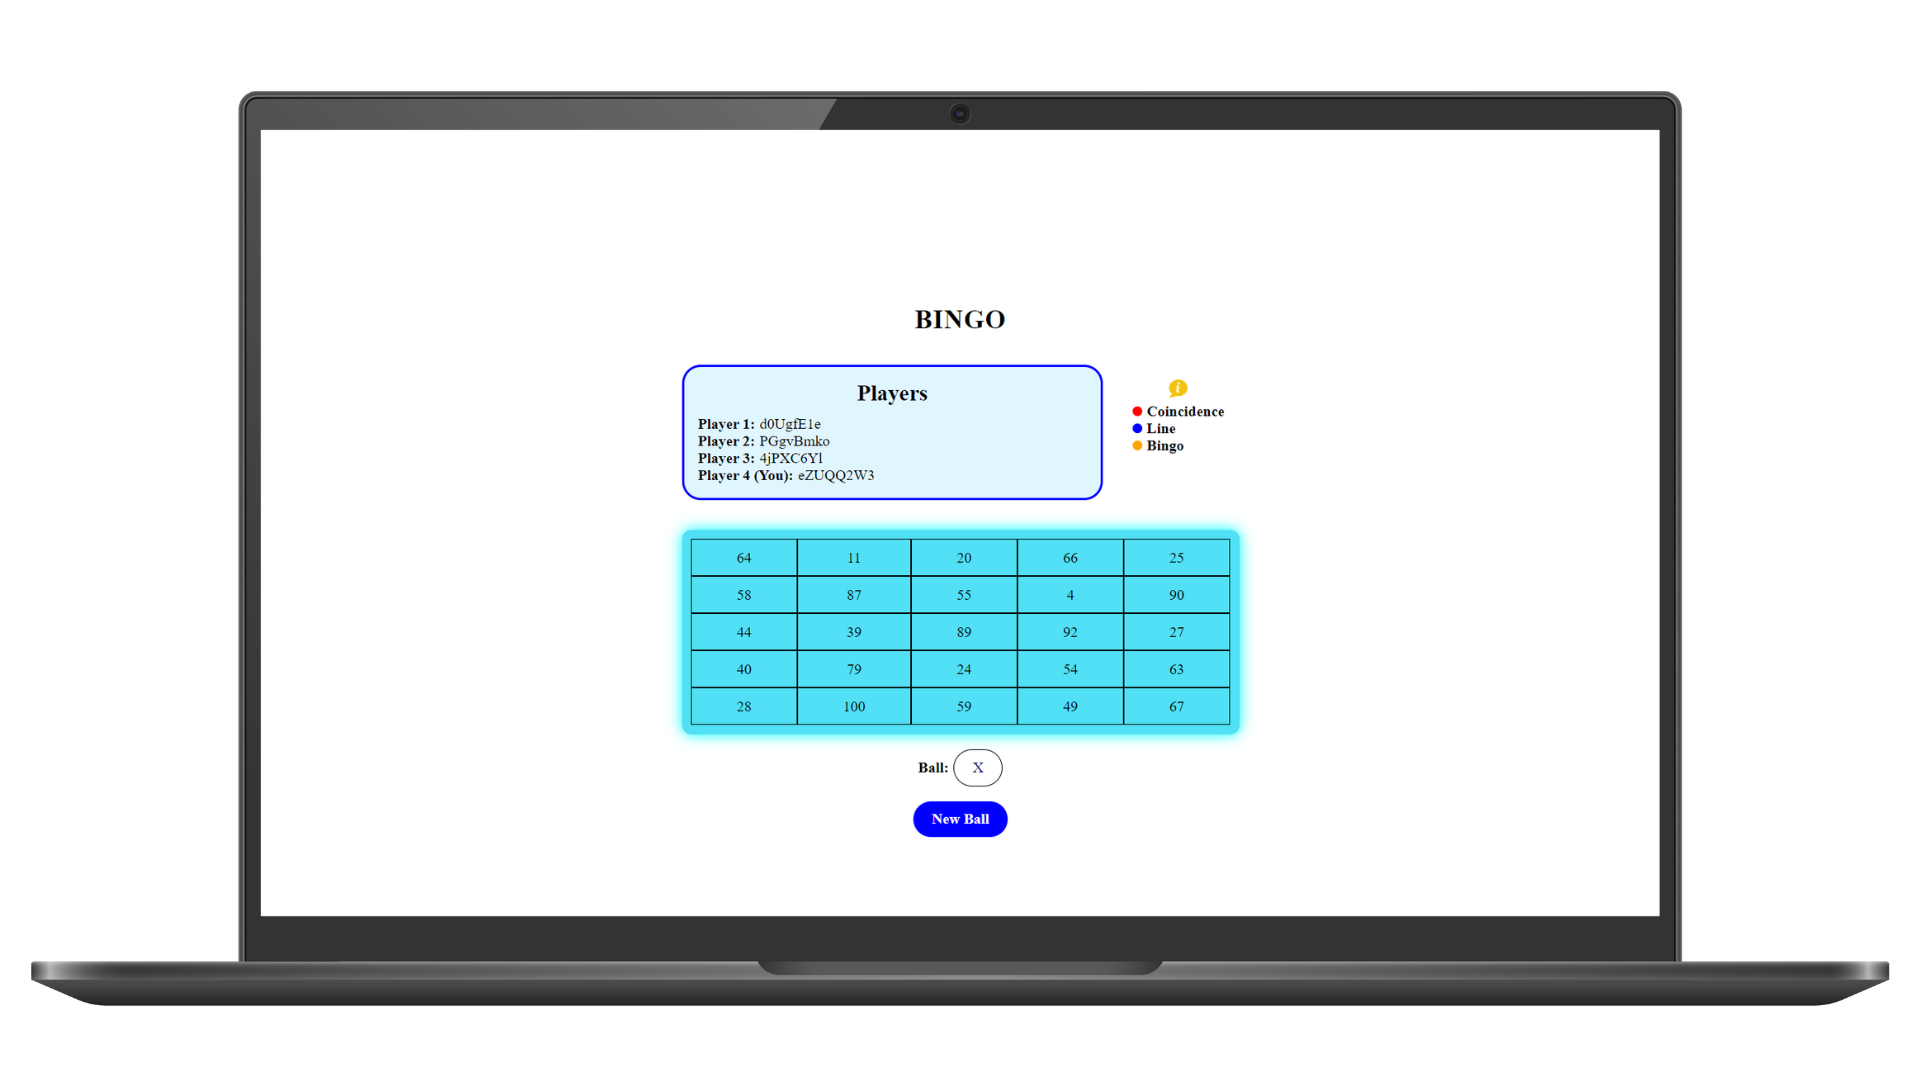 BINGO
Players
Player 1: d0UgfE1e
Player 2: PGgvBmko
Player 3: 4jPXC6Yl
Player 4 (You): eZUQQ2W3
i
Coincidence
Line
Bingo
64 11 20 66 25
58 87 55 4 90
44 39 89 92 27
40 79 24 54 63
28 100 59 49 67
Ball: X
New Ball